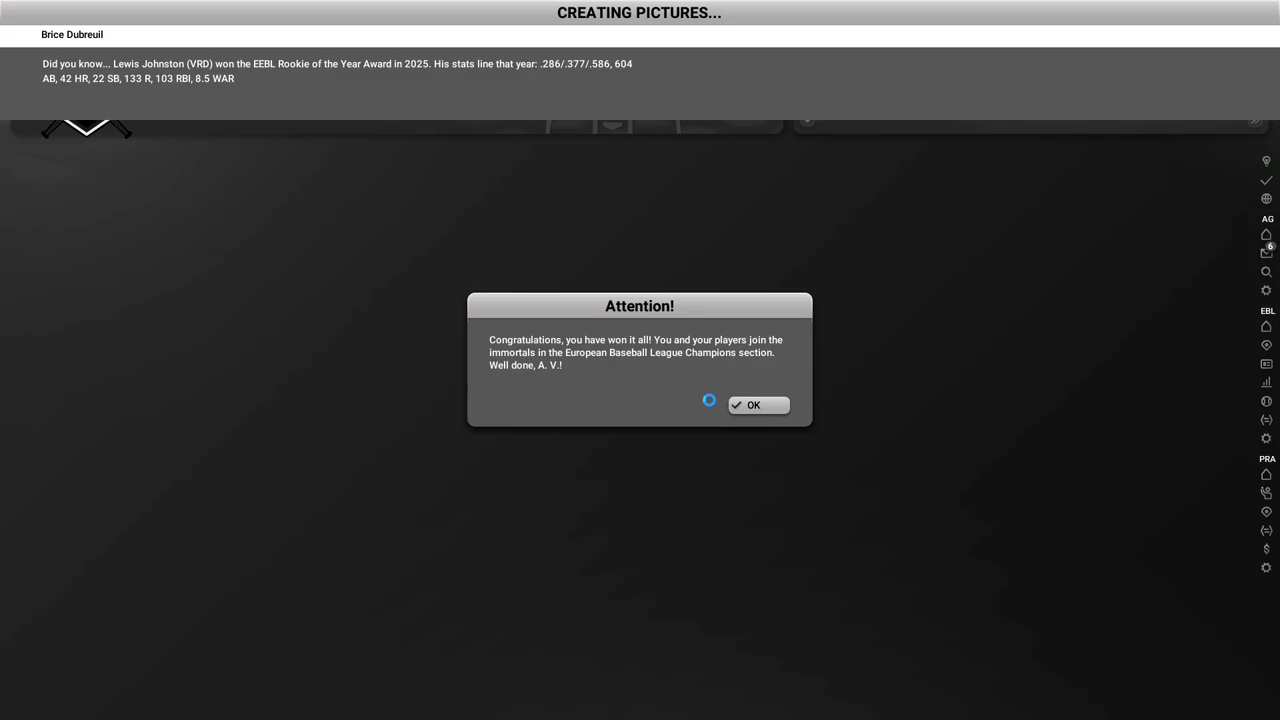 CREATING PICTURES...
Brice Dubreuil
Did you know... Lewis Johnston (VRD) won the EEBL Rookie of the Year Award in 2025. His stats line that year: .286/.377/.586, 604
AB, 42 HR, 22 SB, 133 R, 103 RBI, 8.5 WAR
AG
6
EBL
PRA
Attention!
Congratulations, you have won it all! You and your players join the
immortals in the European Baseball League Champions section.
Well done, A. V.!
OK